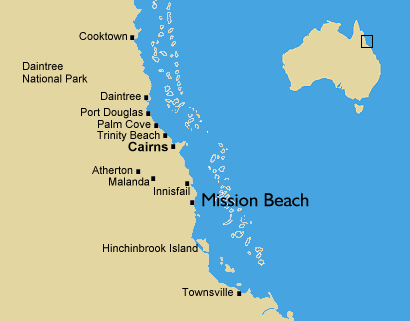 Cooktown
Daintree
National Park
Daintree
Port Douglas
Palm Cove
Trinity Beach
Cairns
Atherton
Malanda
Innisfail
Mission Beach
Hinchinbrook Island
Townsville